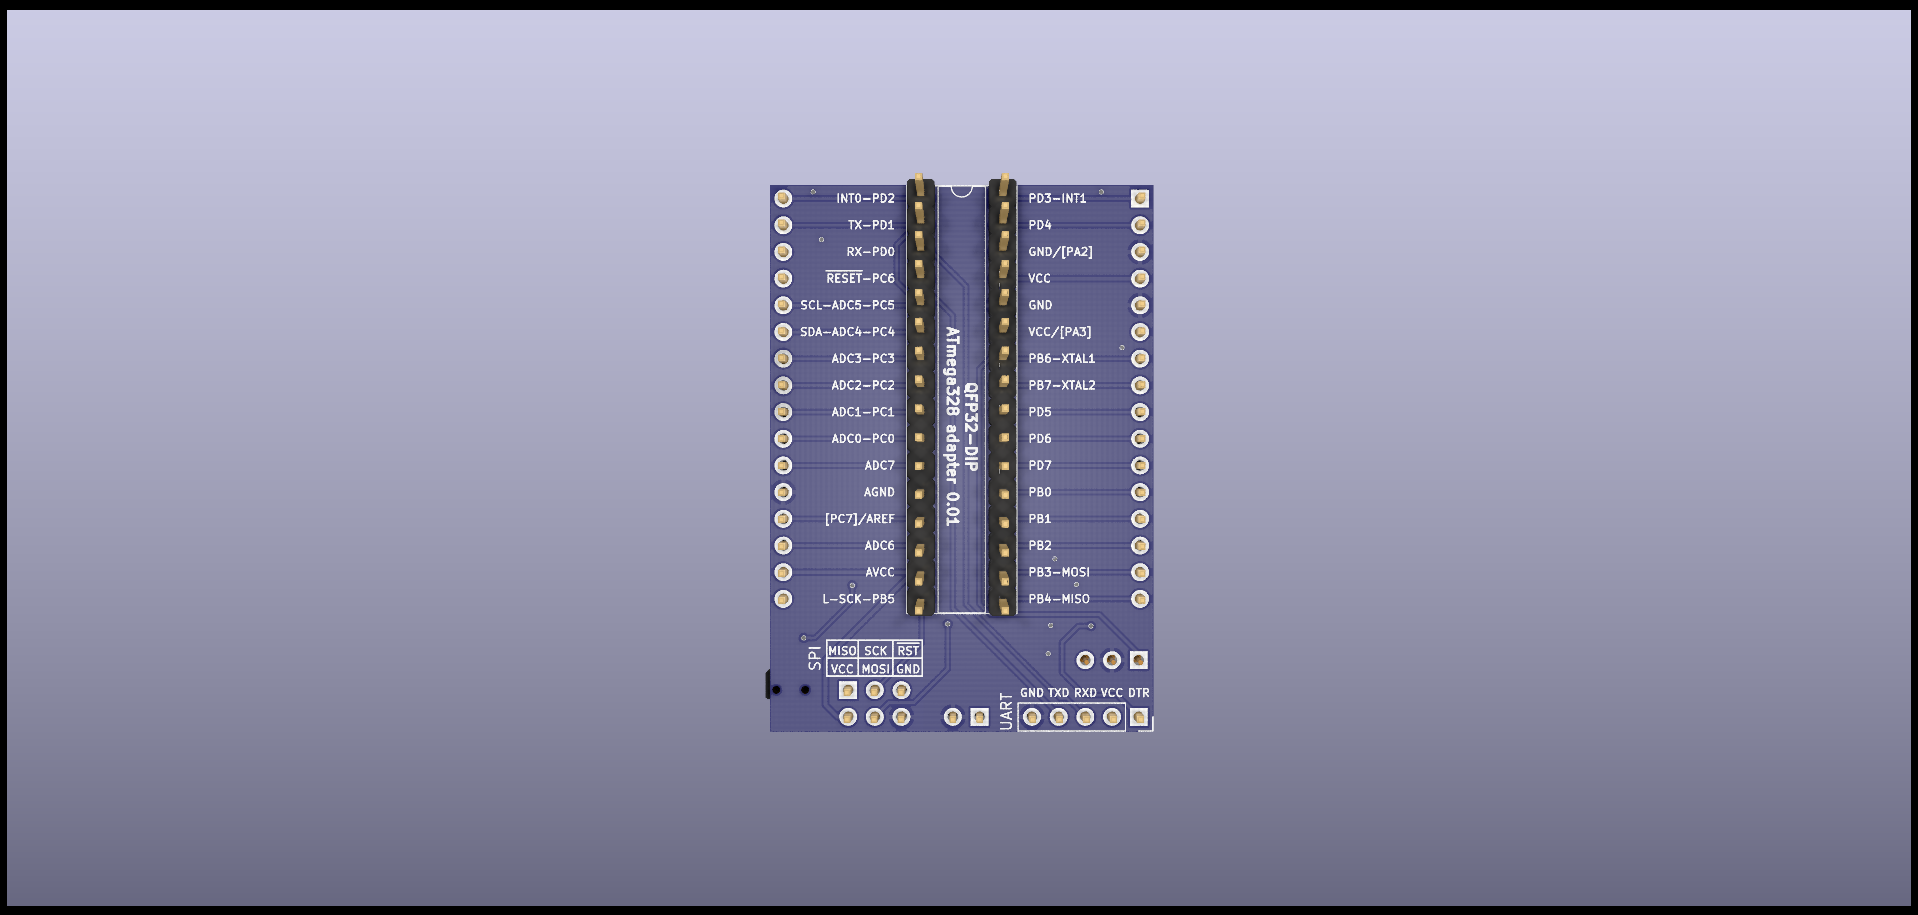 INT0-PD2
TX-PD1
RX-PD0
RESET-PC6
SCL-ADC5-PC5
SDA-ADC4-PC4
ADC3-PC3
ADC2-PC2
ADC1-PC1
ADC0-PC0
ADC7
AGND
[PC7]/AREF
ADC6
AVCC
L-SCK-PB5
QFP32-DIP
ATmega328 adapter 0.01
PD3-INT1
PD4
GND/[PA2]
VCC
GND
VCC/[PA3]
PB6-XTAL1
PB7-XTAL2
PD5
PD6
PD7
PB0
PB1
PB2
PB3-MOSI
PB4-MISO
SPI
MISO SCK RST
VCC MOSI GND
UART
GND TXD RXD VCC DTR